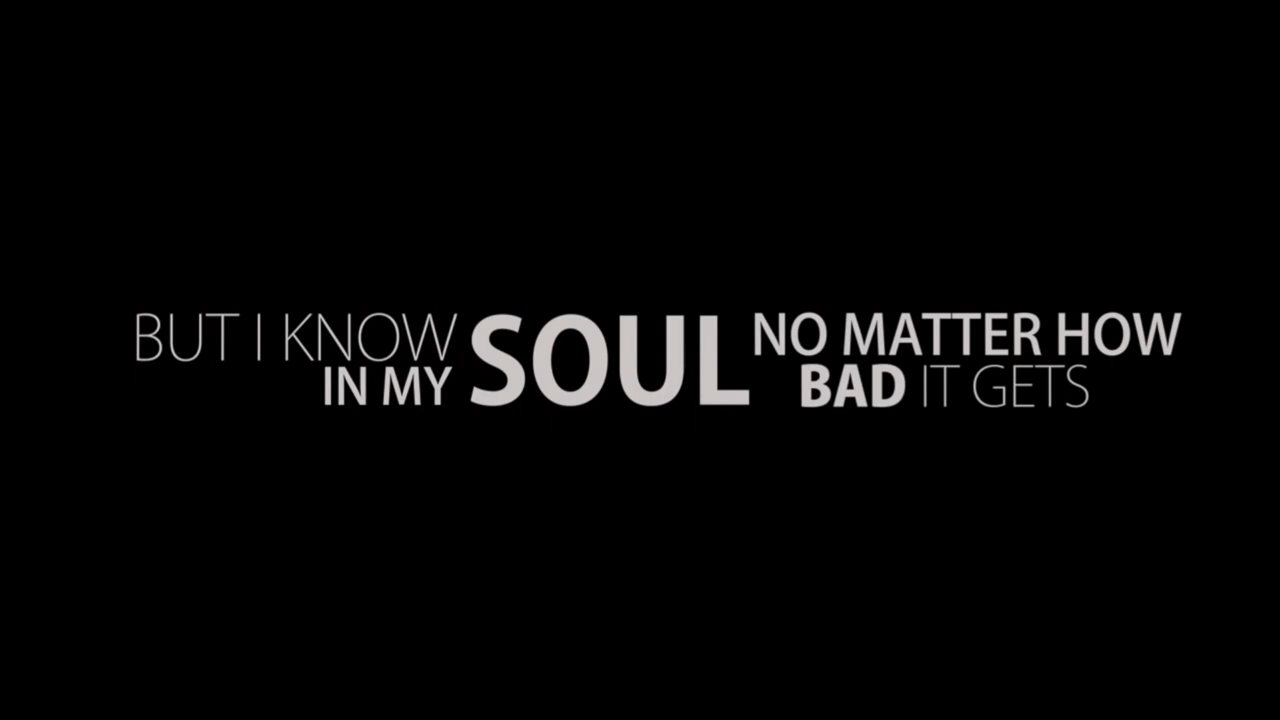 BUT I KNOW
IN MY
SOUL
NO MATTER HOW
BAD IT GETS